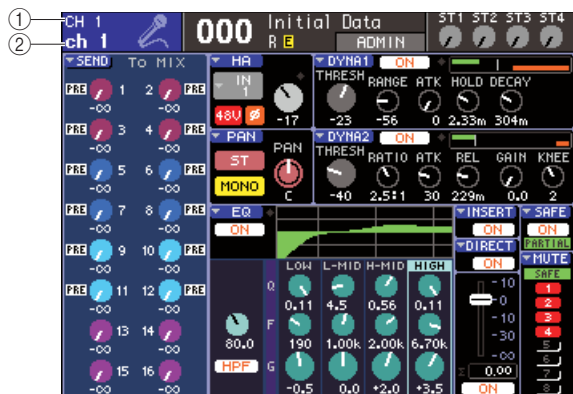 ① CH 1
② ch 1
000 Initial Data
R E ADMIN
ST1 ST2 ST3 ST4
SEND To MIX
PRE 1 2 PRE
-∞ -∞
PRE 3 4 PRE
-∞ -∞
PRE 5 6 PRE
-∞ -∞
PRE 7 8 PRE
-∞ -∞
PRE 9 10 PRE
-∞ -∞
PRE 11 12 PRE
-∞ -∞
13 14
-∞ -∞
15 16
-∞ -∞
HA
IN 1
48V Ø -17
PAN
ST PAN
MONO C
DYNA1 ON
THRESH RANGE ATK HOLD DECAY
-23 -56 0 2.33m 304m
DYNA2 ON
THRESH RATIO ATK REL GAIN KNEE
-40 2.5:1 30 229m 0.0 2
EQ
ON
LOW L-MID H-MID HIGH
Q 0.11 4.5 0.56 0.11
80.0 F 190 1.00k 2.00k 6.70k
HPF G -0.5 0.0 +2.0 +3.5
INSERT
ON
DIRECT
ON
-10
-0
-10
-30
-∞
Σ 0.00
ON
SAFE
ON
PARTIAL
MUTE
SAFE
1
2
3
4
5
6
7
8